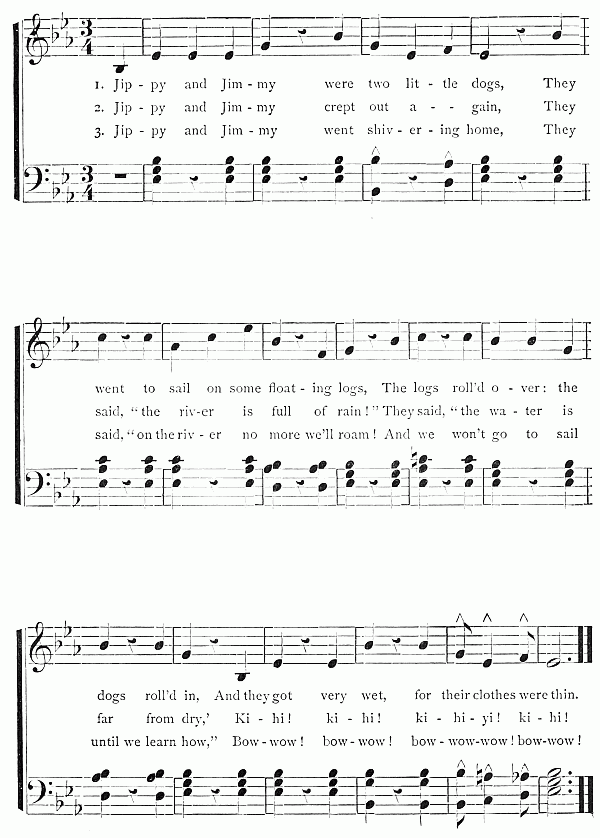 1. Jip - py and Jim - my were two lit - tle dogs, They
2. Jip - py and Jim - my crept out a - - gain, They
3. Jip - py and Jim - my went shiv - er - ing home, They
went to sail on some float - ing logs, The logs roll'd o - ver: the
said, "the riv - er is full of rain!" They said, "the wa - ter is
said, "on the riv - er no more we'll roam! And we won't go to sail
dogs roll'd in, And they got very wet, for their clothes were thin.
far from dry,' Ki - hi! ki - hi! ki - hi - yi! ki - hi!
until we learn how," Bow - wow! bow - wow! bow - wow-wow! bow-wow!